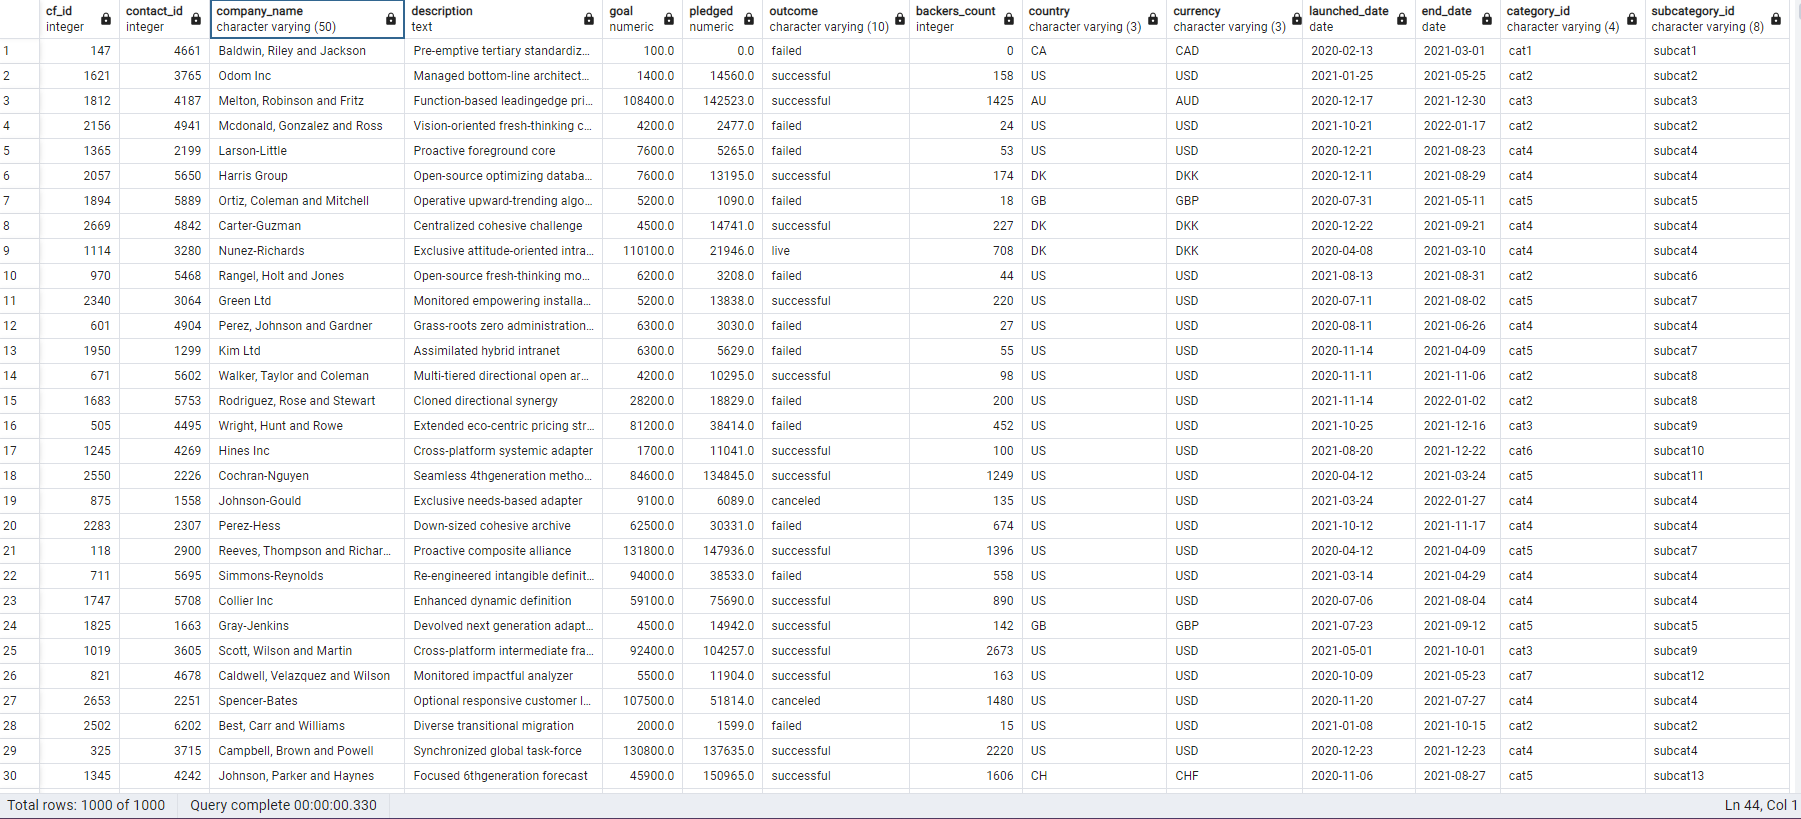 cf_id contact_id company_name description goal pledged outcome backers_count country currency launched_date end_date category_id subcategory_id
integer integer character varying (50) text numeric numeric character varying (10) integer character varying (3) character varying (3) date date character varying (4) character varying (8)
1 147 4661 Baldwin, Riley and Jackson Pre-emptive tertiary standardiz... 100.0 0.0 failed 0 CA CAD 2020-02-13 2021-03-01 cat1 subcat1
2 1621 3765 Odom Inc Managed bottom-line architect... 1400.0 14560.0 successful 158 US USD 2021-01-25 2021-05-25 cat2 subcat2
3 1812 4187 Melton, Robinson and Fritz Function-based leadingedge pri... 108400.0 142523.0 successful 1425 AU AUD 2020-12-17 2021-12-30 cat3 subcat3
4 2156 4941 Mcdonald, Gonzalez and Ross Vision-oriented fresh-thinking c... 4200.0 2477.0 failed 24 US USD 2021-10-21 2022-01-17 cat2 subcat2
5 1365 2199 Larson-Little Proactive foreground core 7600.0 5265.0 failed 53 US USD 2020-12-21 2021-08-23 cat4 subcat4
6 2057 5650 Harris Group Open-source optimizing databa... 7600.0 13195.0 successful 174 DK DKK 2020-12-11 2021-08-29 cat4 subcat4
7 1894 5889 Ortiz, Coleman and Mitchell Operative upward-trending algo... 5200.0 1090.0 failed 18 GB GBP 2020-07-31 2021-05-11 cat5 subcat5
8 2669 4842 Carter-Guzman Centralized cohesive challenge 4500.0 14741.0 successful 227 DK DKK 2020-12-22 2021-09-21 cat4 subcat4
9 1114 3280 Nunez-Richards Exclusive attitude-oriented intra... 110100.0 21946.0 live 708 DK DKK 2020-04-08 2021-03-10 cat4 subcat4
10 970 5468 Rangel, Holt and Jones Open-source fresh-thinking mo... 6200.0 3208.0 failed 44 US USD 2021-08-13 2021-08-31 cat2 subcat6
11 2340 3064 Green Ltd Monitored empowering installa... 5200.0 13838.0 successful 220 US USD 2020-07-11 2021-08-02 cat5 subcat7
12 601 4904 Perez, Johnson and Gardner Grass-roots zero administration... 6300.0 3030.0 failed 27 US USD 2020-08-11 2021-06-26 cat4 subcat4
13 1950 1299 Kim Ltd Assimilated hybrid intranet 6300.0 5629.0 failed 55 US USD 2020-11-14 2021-04-09 cat5 subcat7
14 671 5602 Walker, Taylor and Coleman Multi-tiered directional open ar... 4200.0 10295.0 successful 98 US USD 2020-11-11 2021-11-06 cat2 subcat8
15 1683 5753 Rodriguez, Rose and Stewart Cloned directional synergy 28200.0 18829.0 failed 200 US USD 2021-11-14 2022-01-02 cat2 subcat8
16 505 4495 Wright, Hunt and Rowe Extended eco-centric pricing str... 81200.0 38414.0 failed 452 US USD 2021-10-25 2021-12-16 cat3 subcat9
17 1245 4269 Hines Inc Cross-platform systemic adapter 1700.0 11041.0 successful 100 US USD 2021-08-20 2021-12-22 cat6 subcat10
18 2550 2226 Cochran-Nguyen Seamless 4thgeneration metho... 84600.0 134845.0 successful 1249 US USD 2020-04-12 2021-03-24 cat5 subcat11
19 875 1558 Johnson-Gould Exclusive needs-based adapter 9100.0 6089.0 canceled 135 US USD 2021-03-24 2022-01-27 cat4 subcat4
20 2283 2307 Perez-Hess Down-sized cohesive archive 62500.0 30331.0 failed 674 US USD 2021-10-12 2021-11-17 cat4 subcat4
21 118 2900 Reeves, Thompson and Richar... Proactive composite alliance 131800.0 147936.0 successful 1396 US USD 2020-04-12 2021-04-09 cat5 subcat7
22 711 5695 Simmons-Reynolds Re-engineered intangible definit... 94000.0 38533.0 failed 558 US USD 2021-03-14 2021-04-29 cat4 subcat4
23 1747 5708 Collier Inc Enhanced dynamic definition 59100.0 75690.0 successful 890 US USD 2020-07-06 2021-08-04 cat4 subcat4
24 1825 1663 Gray-Jenkins Devolved next generation adapt... 4500.0 14942.0 successful 142 GB GBP 2021-07-23 2021-09-12 cat5 subcat5
25 1019 3605 Scott, Wilson and Martin Cross-platform intermediate fra... 92400.0 104257.0 successful 2673 US USD 2021-05-01 2021-10-01 cat3 subcat9
26 821 4678 Caldwell, Velazquez and Wilson Monitored impactful analyzer 5500.0 11904.0 successful 163 US USD 2020-10-09 2021-05-23 cat7 subcat12
27 2653 2251 Spencer-Bates Optional responsive customer l... 107500.0 51814.0 canceled 1480 US USD 2020-11-20 2021-07-27 cat4 subcat4
28 2502 6202 Best, Carr and Williams Diverse transitional migration 2000.0 1599.0 failed 15 US USD 2021-01-08 2021-10-15 cat2 subcat2
29 325 3715 Campbell, Brown and Powell Synchronized global task-force 130800.0 137635.0 successful 2220 US USD 2020-12-23 2021-12-23 cat4 subcat4
30 1345 4242 Johnson, Parker and Haynes Focused 6thgeneration forecast 45900.0 150965.0 successful 1606 CH CHF 2020-11-06 2021-08-27 cat5 subcat13
Total rows: 1000 of 1000 Query complete 00:00:00.330 Ln 44, Col 1